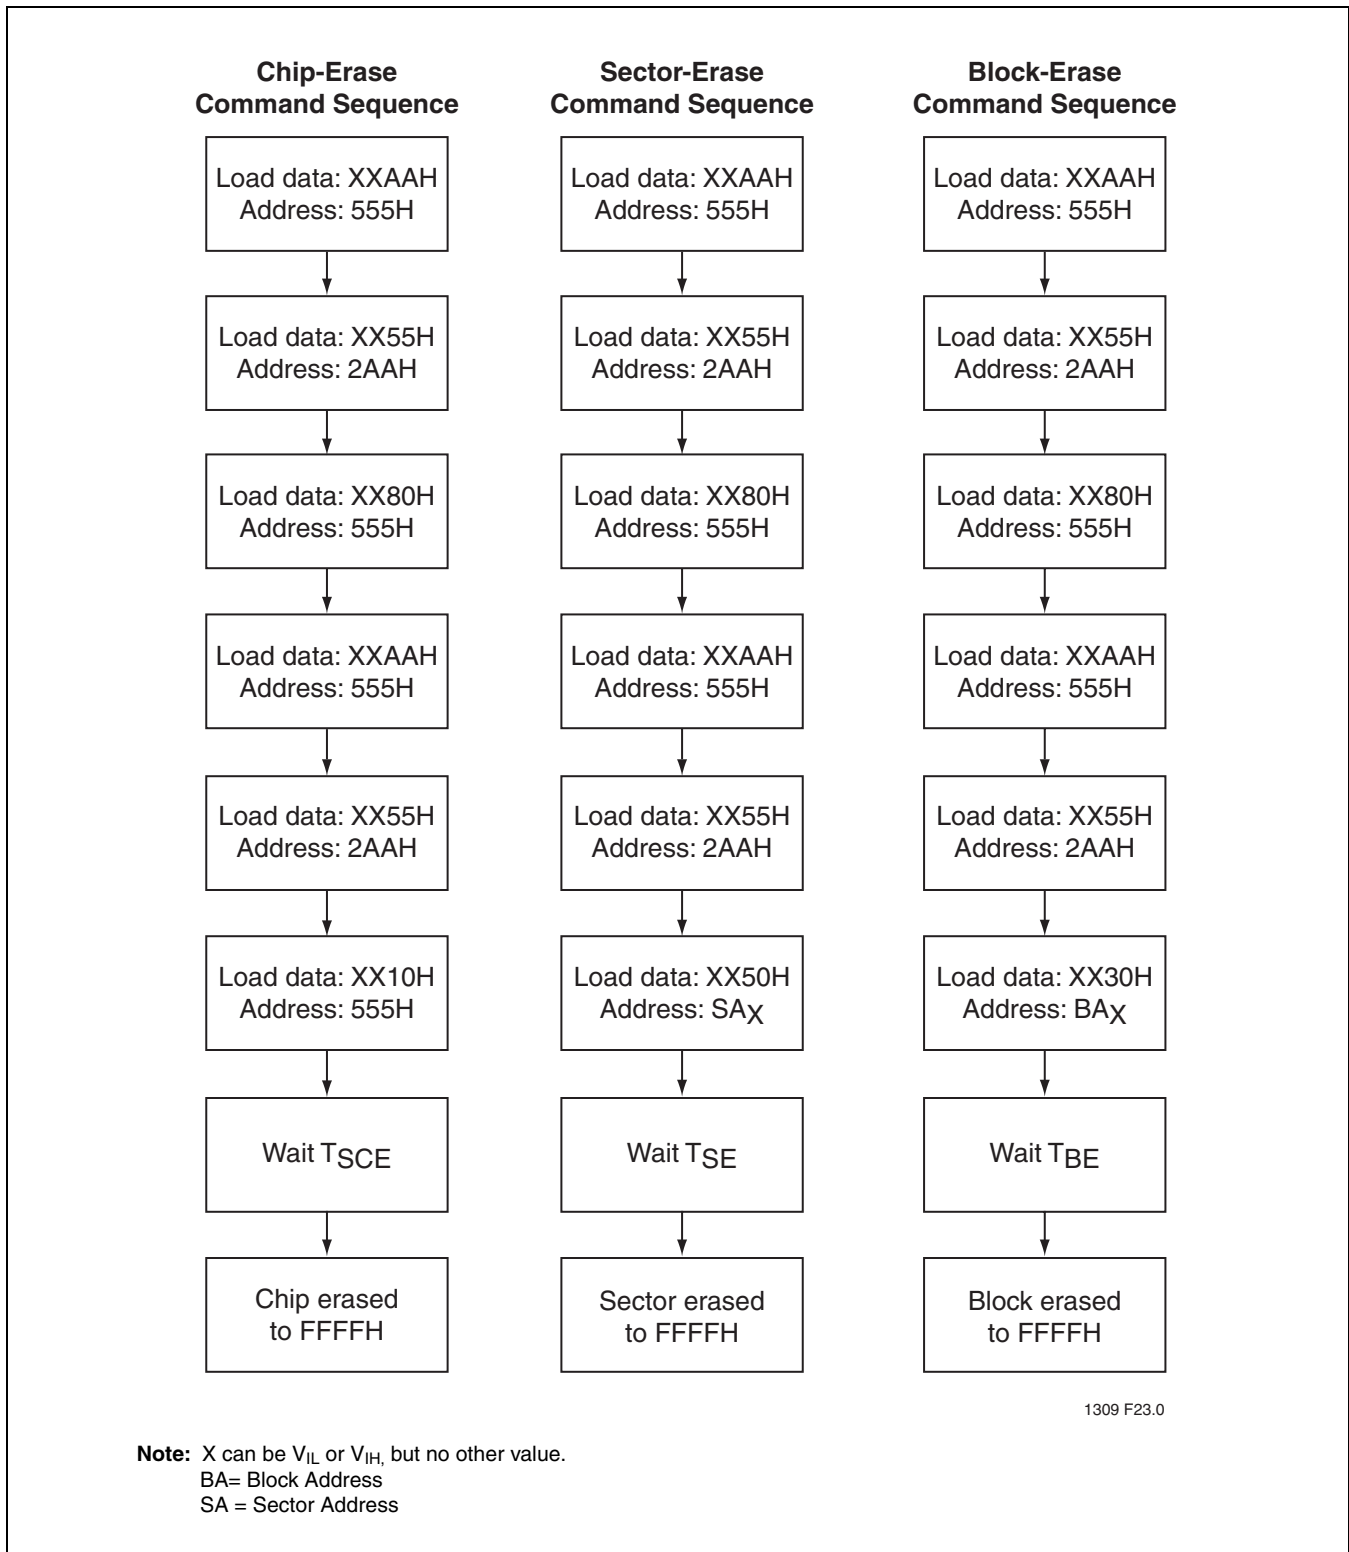 Chip-Erase
Command Sequence
Load data: XXAAH
Address: 555H
Load data: XX55H
Address: 2AAH
Load data: XX80H
Address: 555H
Load data: XXAAH
Address: 555H
Load data: XX55H
Address: 2AAH
Load data: XX10H
Address: 555H
Wait TSCE
Chip erased
to FFFFH
Sector-Erase
Command Sequence
Load data: XXAAH
Address: 555H
Load data: XX55H
Address: 2AAH
Load data: XX80H
Address: 555H
Load data: XXAAH
Address: 555H
Load data: XX55H
Address: 2AAH
Load data: XX50H
Address: SAX
Wait TSE
Sector erased
to FFFFH
Block-Erase
Command Sequence
Load data: XXAAH
Address: 555H
Load data: XX55H
Address: 2AAH
Load data: XX80H
Address: 555H
Load data: XXAAH
Address: 555H
Load data: XX55H
Address: 2AAH
Load data: XX30H
Address: BAX
Wait TBE
Block erased
to FFFFH
1309 F23.0
Note: X can be VIL or VIH, but no other value.
BA= Block Address
SA = Sector Address